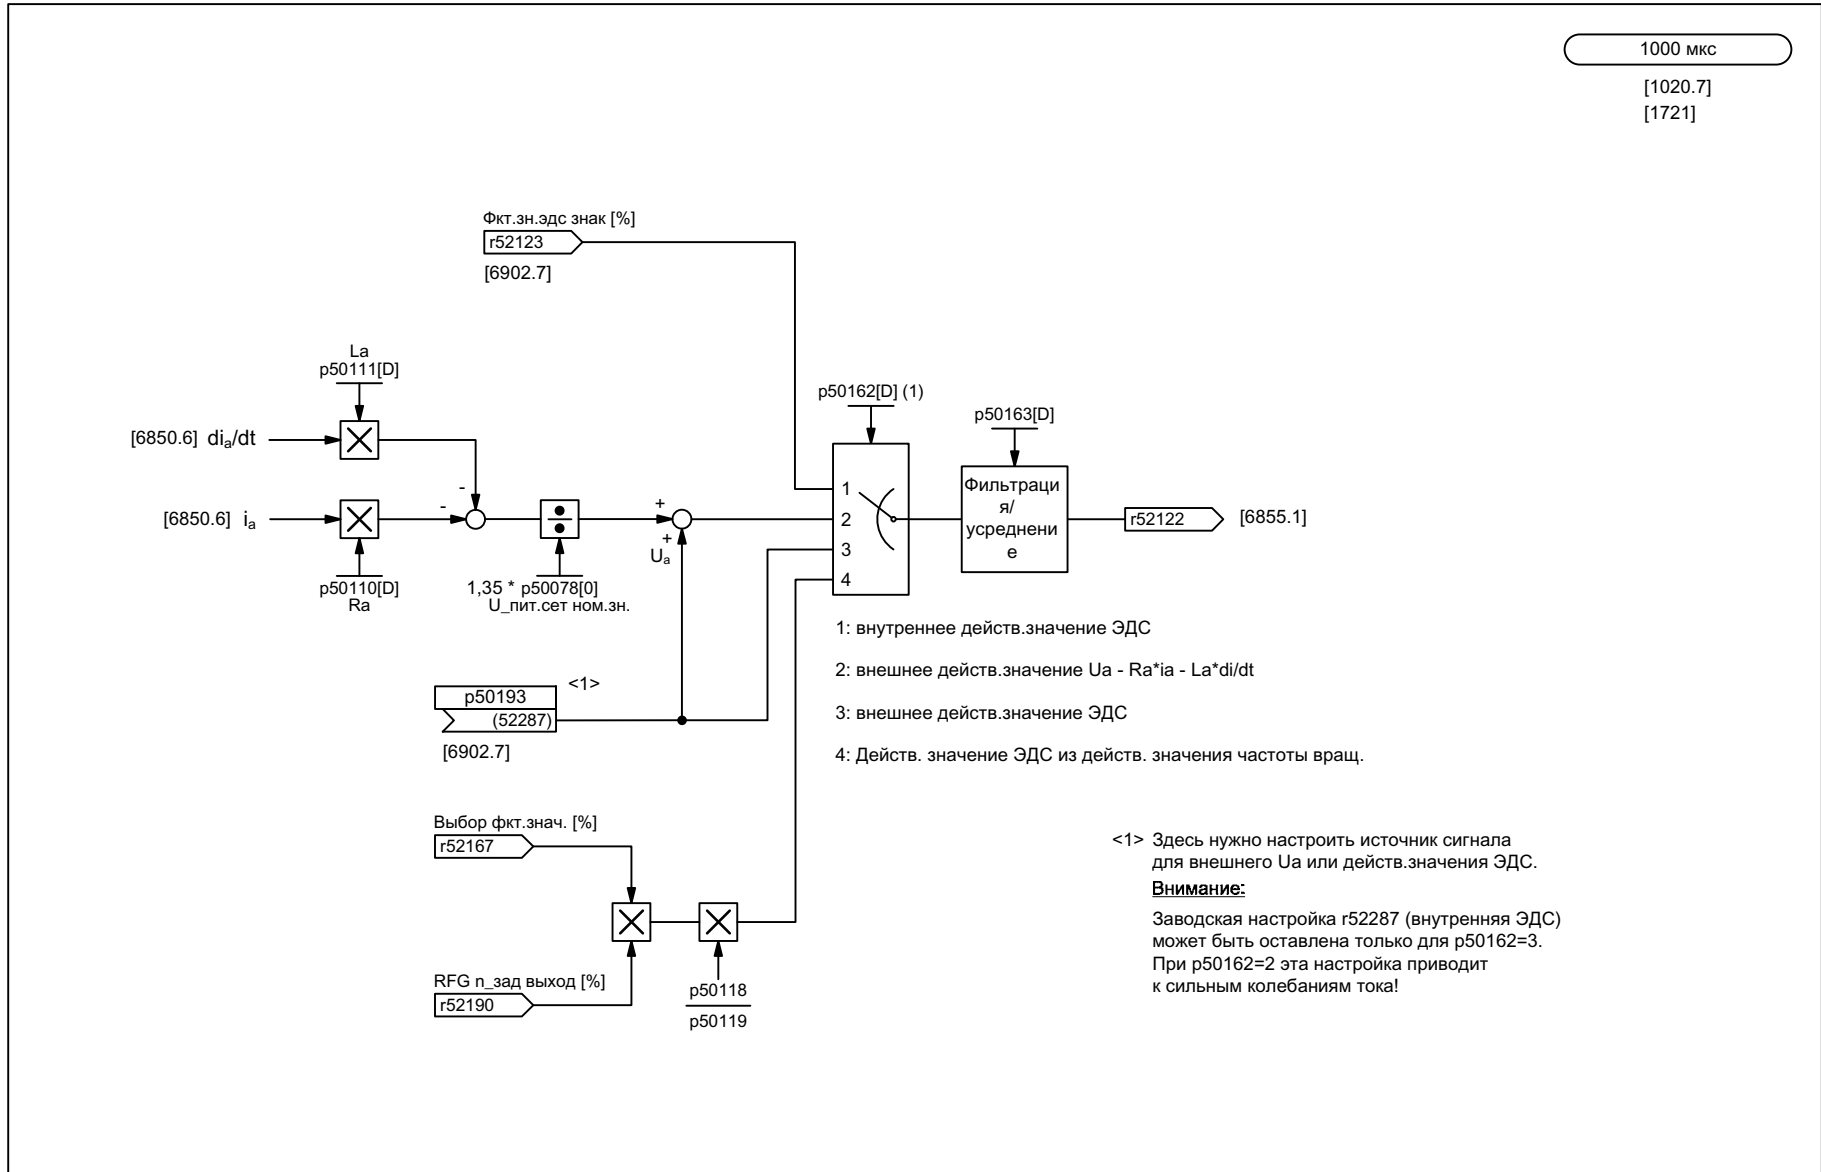 1000 мкс
[1020.7]
[1721]
Фкт.зн.эдс знак [%]
r52123
[6902.7]
La
p50111[D]
[6850.6] diₐ/dt
-
[6850.6] iₐ
-
p50110[D]
Ra
1,35 * p50078[0]
U_пит.сет ном.зн.
+
+
Uₐ
p50193
<1>
(52287)
[6902.7]
p50162[D] (1)
1
2
3
4
p50163[D]
Фильтраци
я/
усреднени
е
r52122
[6855.1]
1: внутреннее действ.значение ЭДС
2: внешнее действ.значение Ua - Ra*ia - La*di/dt
3: внешнее действ.значение ЭДС
4: Действ. значение ЭДС из действ. значения частоты вращ.
Выбор фкт.знач. [%]
r52167
RFG n_зад выход [%]
r52190
p50118
p50119
<1> Здесь нужно настроить источник сигнала
для внешнего Ua или действ.значения ЭДС.
Внимание:
Заводская настройка r52287 (внутренняя ЭДС)
может быть оставлена только для p50162=3.
При p50162=2 эта настройка приводит
к сильным колебаниям тока!